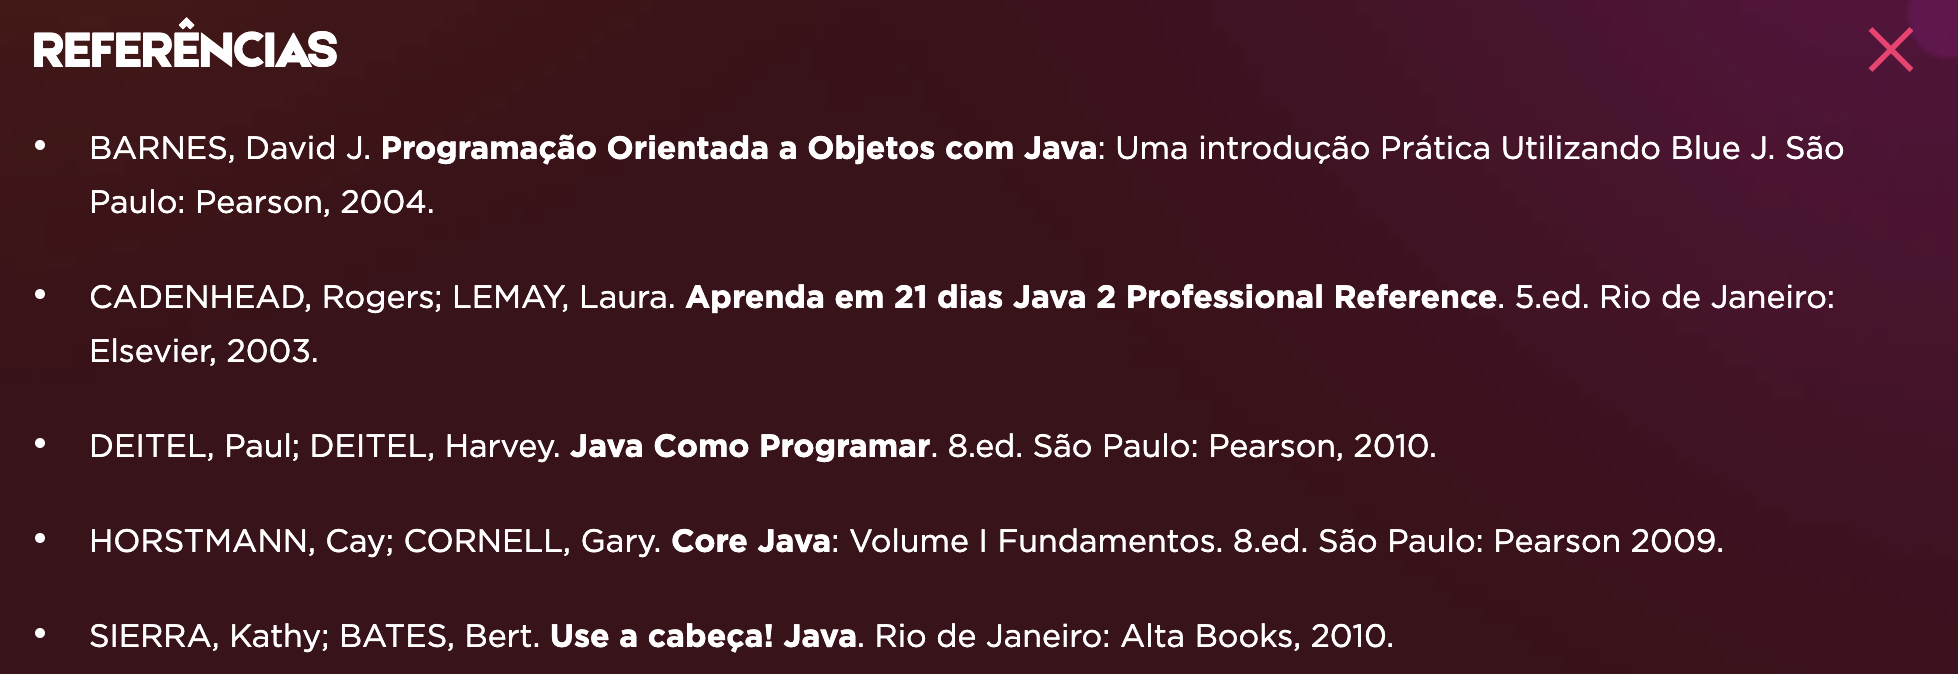 REFERÊNCIAS
• BARNES, David J. Programação Orientada a Objetos com Java: Uma introdução Prática Utilizando Blue J. São
Paulo: Pearson, 2004.
• CADENHEAD, Rogers; LEMAY, Laura. Aprenda em 21 dias Java 2 Professional Reference. 5.ed. Rio de Janeiro:
Elsevier, 2003.
• DEITEL, Paul; DEITEL, Harvey. Java Como Programar. 8.ed. São Paulo: Pearson, 2010.
• HORSTMANN, Cay; CORNELL, Gary. Core Java: Volume I Fundamentos. 8.ed. São Paulo: Pearson 2009.
• SIERRA, Kathy; BATES, Bert. Use a cabeça! Java. Rio de Janeiro: Alta Books, 2010.